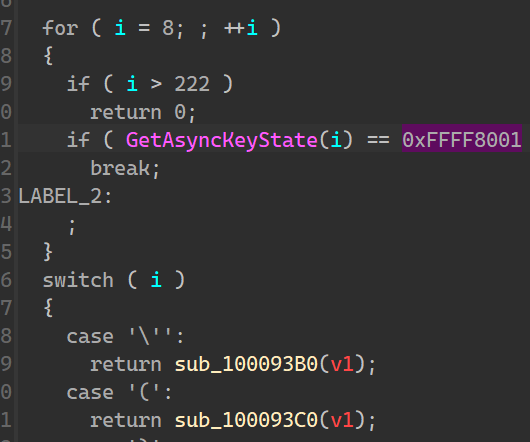 7 for ( i = 8; ; ++i )
8 {
9 if ( i > 222 )
0 return 0;
1 if ( GetAsyncKeyState(i) == 0xFFFF8001
2 break;
3 LABEL_2:
4 ;
5 }
6 switch ( i )
7 {
8 case '\'':
9 return sub_100093B0(v1);
0 case '(':
1 return sub_100093C0(v1);